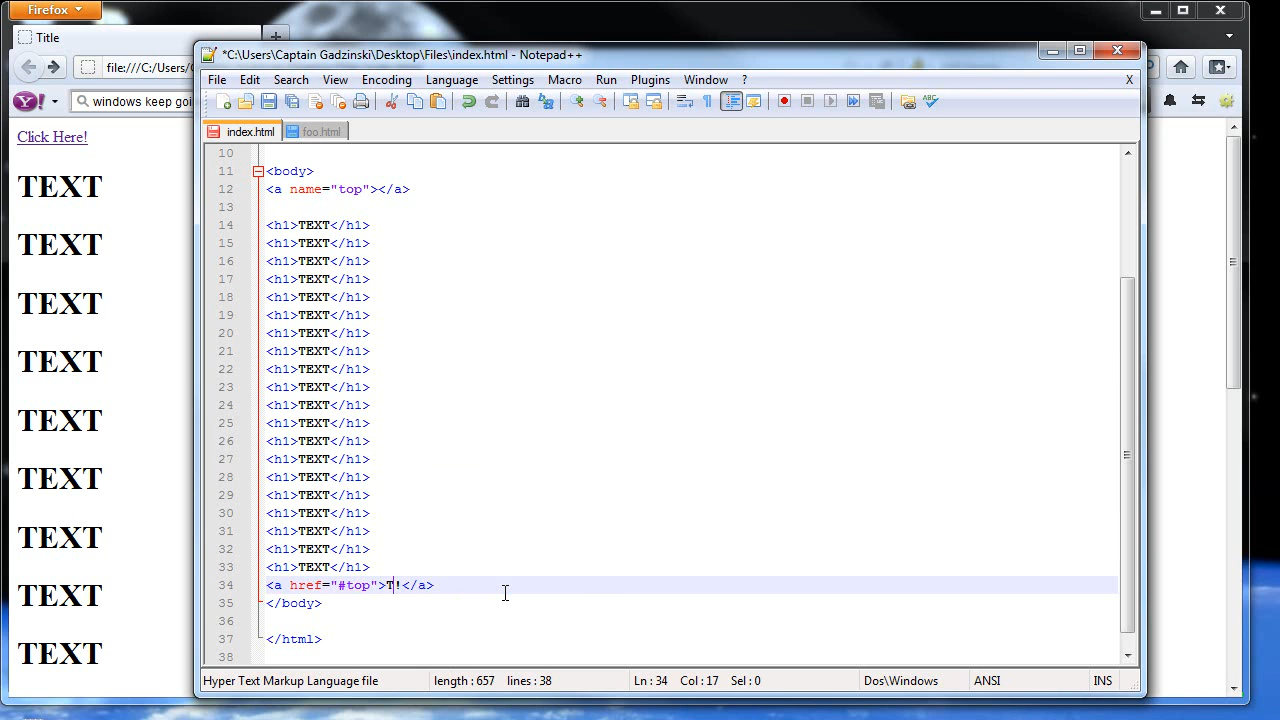 Firefox
Title
*C:\Users\Captain Gadzinski\Desktop\Files\index.html - Notepad++
file:///C:/Users/
File Edit Search View Encoding Language Settings Macro Run Plugins Window ? X
Y! windows keep goi
index.html foo.html
Click Here!
TEXT
TEXT
TEXT
TEXT
TEXT
TEXT
TEXT
TEXT
TEXT
10
11 <body>
12 <a name="top"></a>
13
14 <h1>TEXT</h1>
15 <h1>TEXT</h1>
16 <h1>TEXT</h1>
17 <h1>TEXT</h1>
18 <h1>TEXT</h1>
19 <h1>TEXT</h1>
20 <h1>TEXT</h1>
21 <h1>TEXT</h1>
22 <h1>TEXT</h1>
23 <h1>TEXT</h1>
24 <h1>TEXT</h1>
25 <h1>TEXT</h1>
26 <h1>TEXT</h1>
27 <h1>TEXT</h1>
28 <h1>TEXT</h1>
29 <h1>TEXT</h1>
30 <h1>TEXT</h1>
31 <h1>TEXT</h1>
32 <h1>TEXT</h1>
33 <h1>TEXT</h1>
34 <a href="#top">T!</a>
35 </body>
36
37 </html>
38
Hyper Text Markup Language file length : 657 lines : 38 Ln : 34 Col : 17 Sel : 0 Dos\Windows ANSI INS